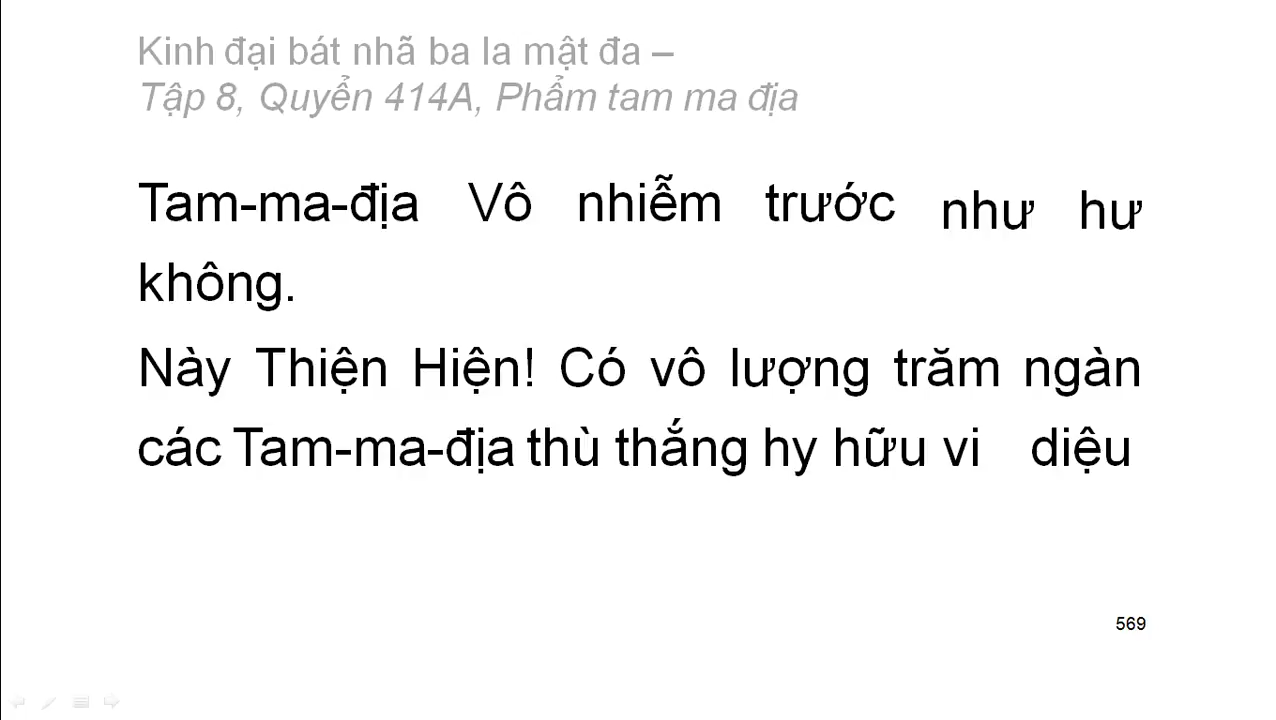 Kinh đại bát nhã ba la mật đa –
Tập 8, Quyển 414A, Phẩm tam ma địa
Tam-ma-địa Vô nhiễm trước như hư
không.
Này Thiện Hiện! Có vô lượng trăm ngàn
các Tam-ma-địa thù thắng hy hữu vi diệu
569